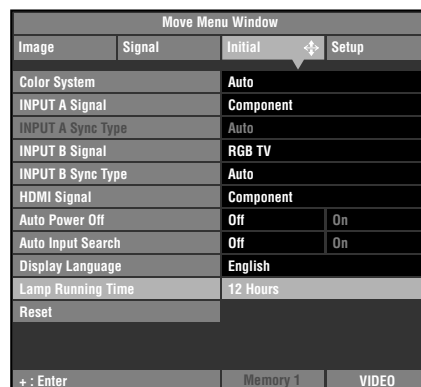 Move Menu Window
Image Signal Initial Setup
Color System Auto
INPUT A Signal Component
INPUT A Sync Type Auto
INPUT B Signal RGB TV
INPUT B Sync Type Auto
HDMI Signal Component
Auto Power Off Off On
Auto Input Search Off On
Display Language English
Lamp Running Time 12 Hours
Reset
+ : Enter Memory 1 VIDEO